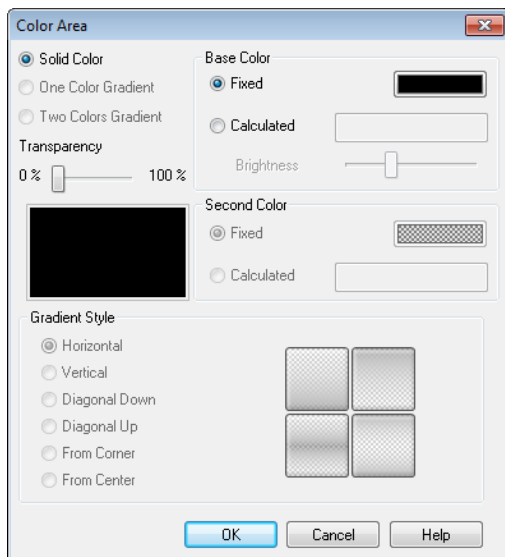 Color Area
Solid Color
One Color Gradient
Two Colors Gradient
Transparency
0 %
100 %
Base Color
Fixed
Calculated
Brightness
Second Color
Fixed
Calculated
Gradient Style
Horizontal
Vertical
Diagonal Down
Diagonal Up
From Corner
From Center
OK
Cancel
Help